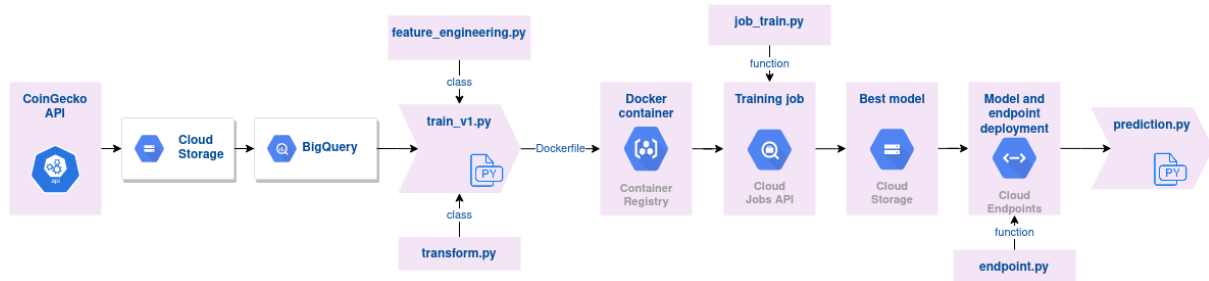 feature_engineering.py
job_train.py
class
function
CoinGecko
API
api
Cloud
Storage
BigQuery
train_v1.py
PY
Dockerfile
Docker
container
Container
Registry
Training job
Cloud
Jobs API
Best model
Cloud
Storage
Model and
endpoint
deployment
Cloud
Endpoints
prediction.py
PY
class
transform.py
function
endpoint.py